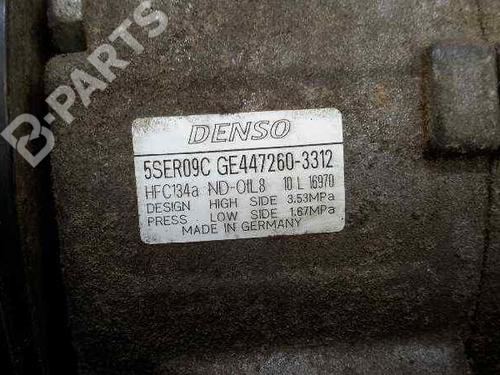 B-PARTS
DENSO
5SER09C GE447260-3312
HFC134a ND-OIL8 10 L 16970
DESIGN HIGH SIDE 3.53MPa
PRESS LOW SIDE 1.67MPa
MADE IN GERMANY